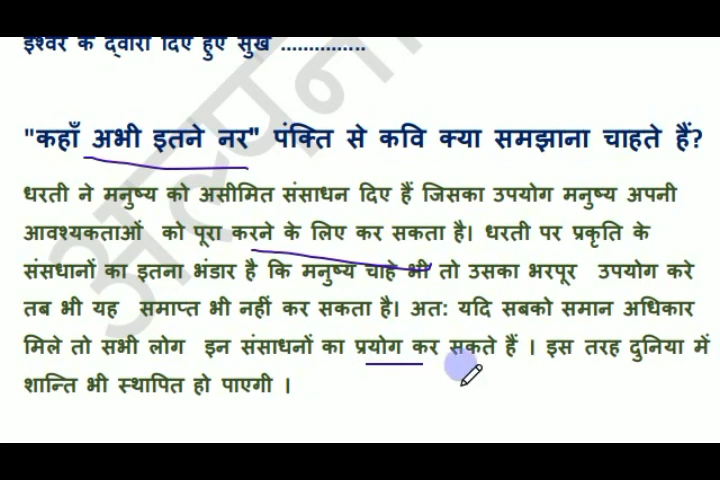 इश्वर के द्वारा दिए हुए सुख ...............
"कहाँ अभी इतने नर" पंक्ति से कवि क्या समझाना चाहते हैं?
धरती ने मनुष्य को असीमित संसाधन दिए हैं जिसका उपयोग मनुष्य अपनी
आवश्यकताओं को पूरा करने के लिए कर सकता है। धरती पर प्रकृति के
संसधानों का इतना भंडार है कि मनुष्य चाहे भी तो उसका भरपूर उपयोग करे
तब भी यह समाप्त भी नहीं कर सकता है। अत: यदि सबको समान अधिकार
मिले तो सभी लोग इन संसाधनों का प्रयोग कर सकते हैं । इस तरह दुनिया में
शान्ति भी स्थापित हो पाएगी ।